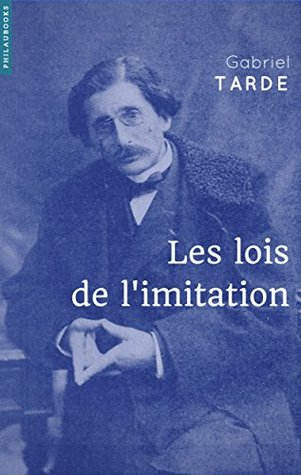 PHILAUBOOKS
Gabriel
TARDE
Les lois
de l'imitation